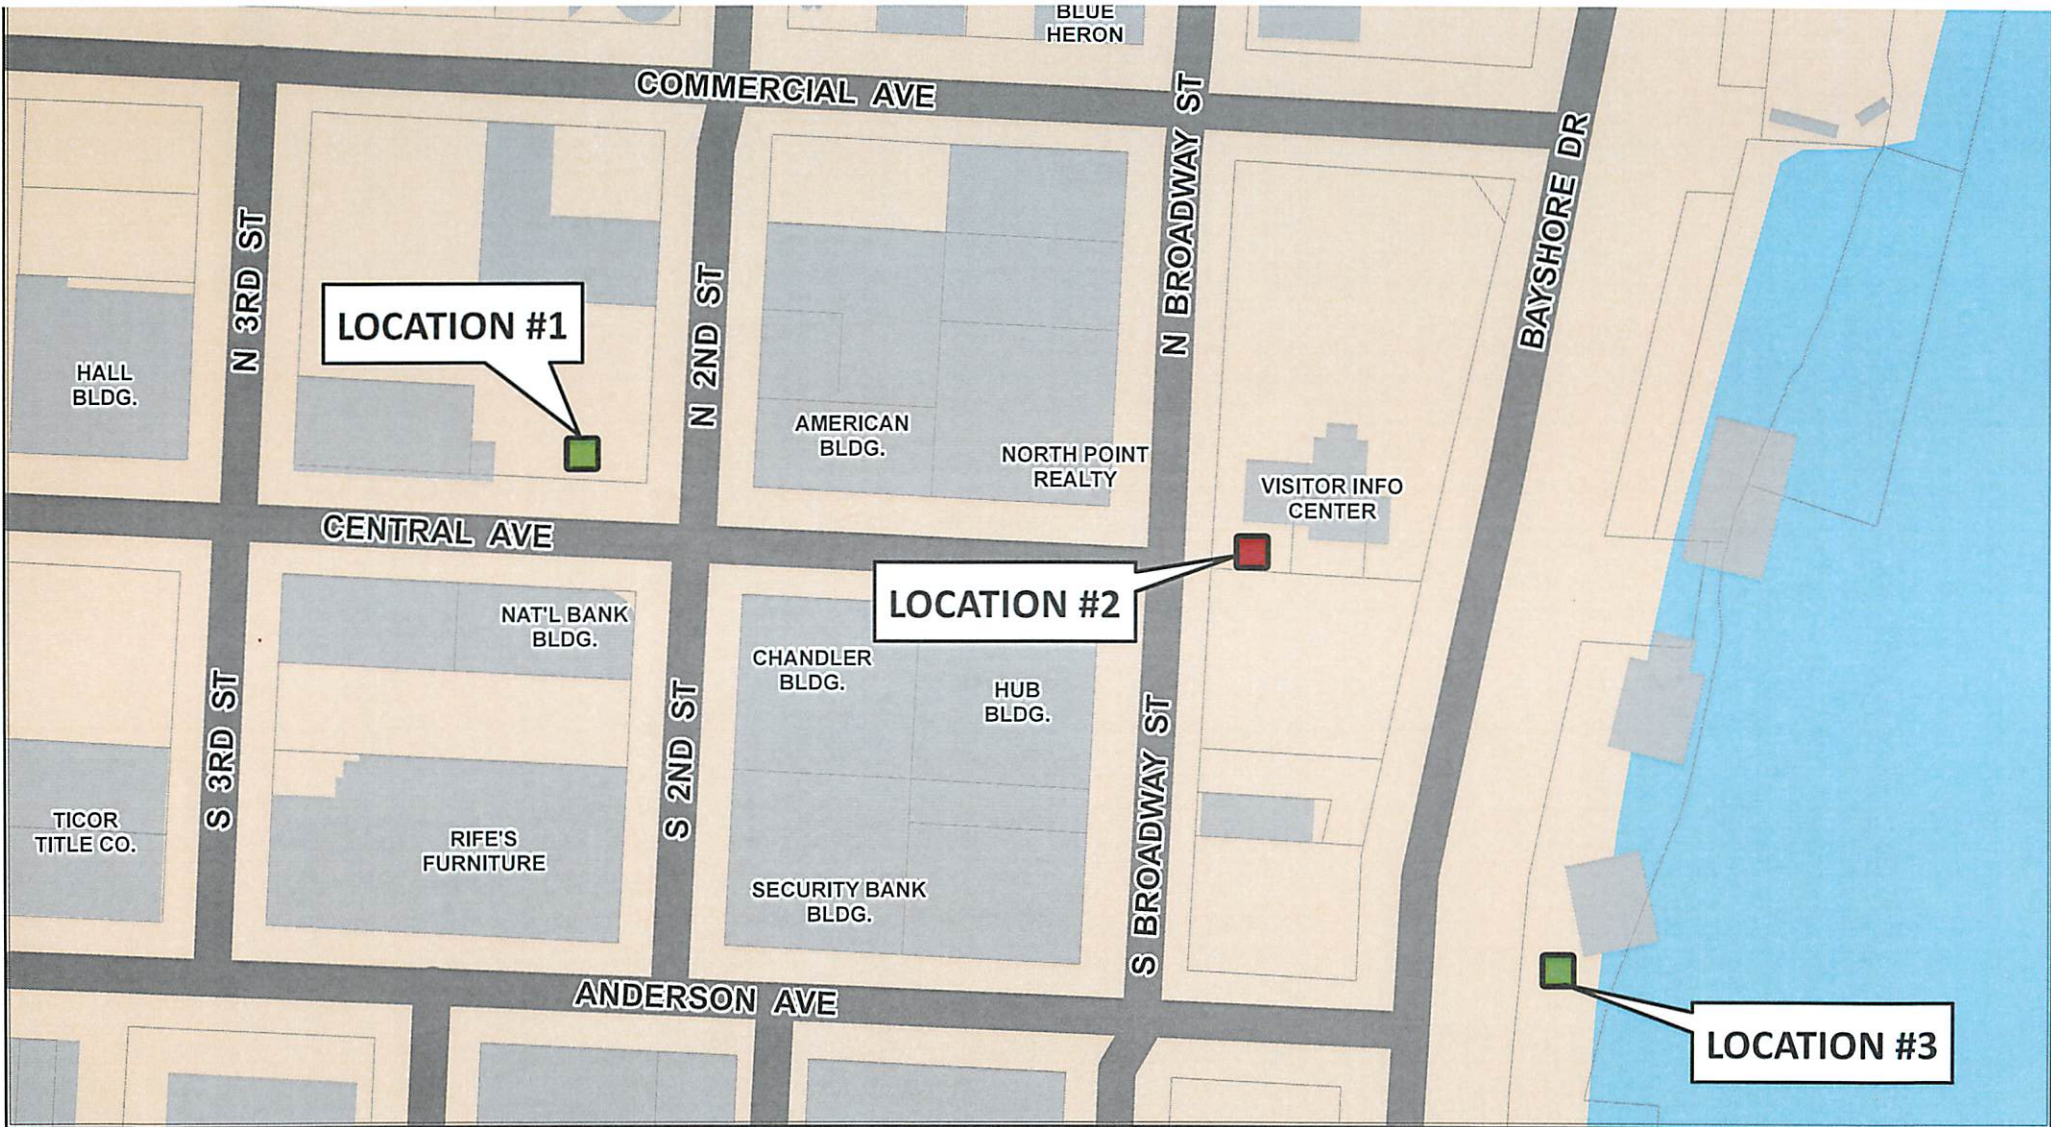 BLUE
HERON
COMMERCIAL AVE
N 3RD ST
N 2ND ST
N BROADWAY ST
BAYSHORE DR
LOCATION #1
HALL
BLDG.
AMERICAN
BLDG.
NORTH POINT
REALTY
VISITOR INFO
CENTER
CENTRAL AVE
LOCATION #2
NAT'L BANK
BLDG.
CHANDLER
BLDG.
HUB
BLDG.
S 3RD ST
S 2ND ST
S BROADWAY ST
TICOR
TITLE CO.
RIFE'S
FURNITURE
SECURITY BANK
BLDG.
ANDERSON AVE
LOCATION #3